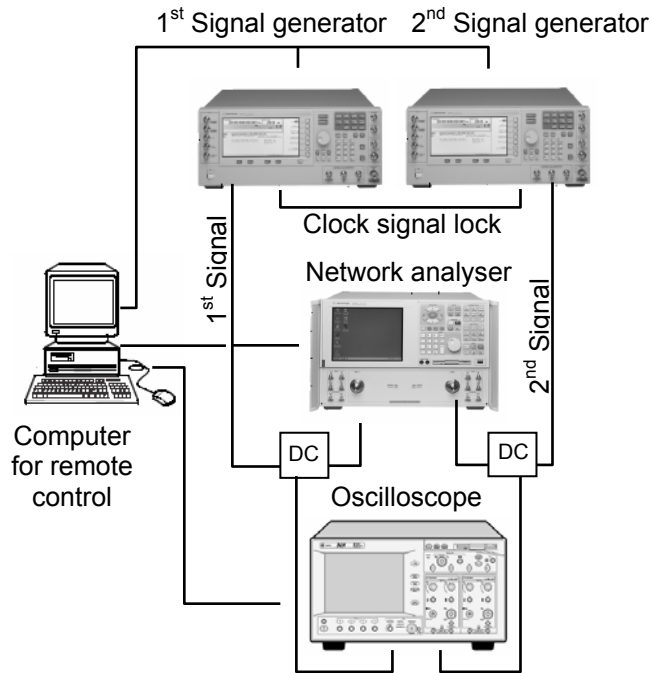 1st Signal generator
2nd Signal generator
Clock signal lock
1st Signal
Network analyser
2nd Signal
Computer
for remote
control
DC
DC
Oscilloscope